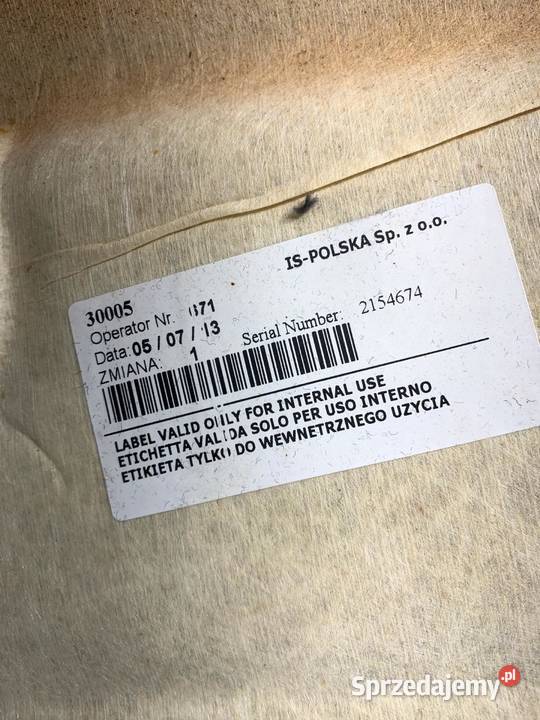 IS-POLSKA Sp. z o.o.
30005
Operator Nr. 671
Data: 05 / 07 / 13
Serial Number: 2154674
ZMIANA: 1
LABEL VALID ONLY FOR INTERNAL USE
ETICHETTA VALIDA SOLO PER USO INTERNO
ETIKIETA TYLKO DO WEWNETRZNEGO UZYCIA
Sprzedajemy.pl